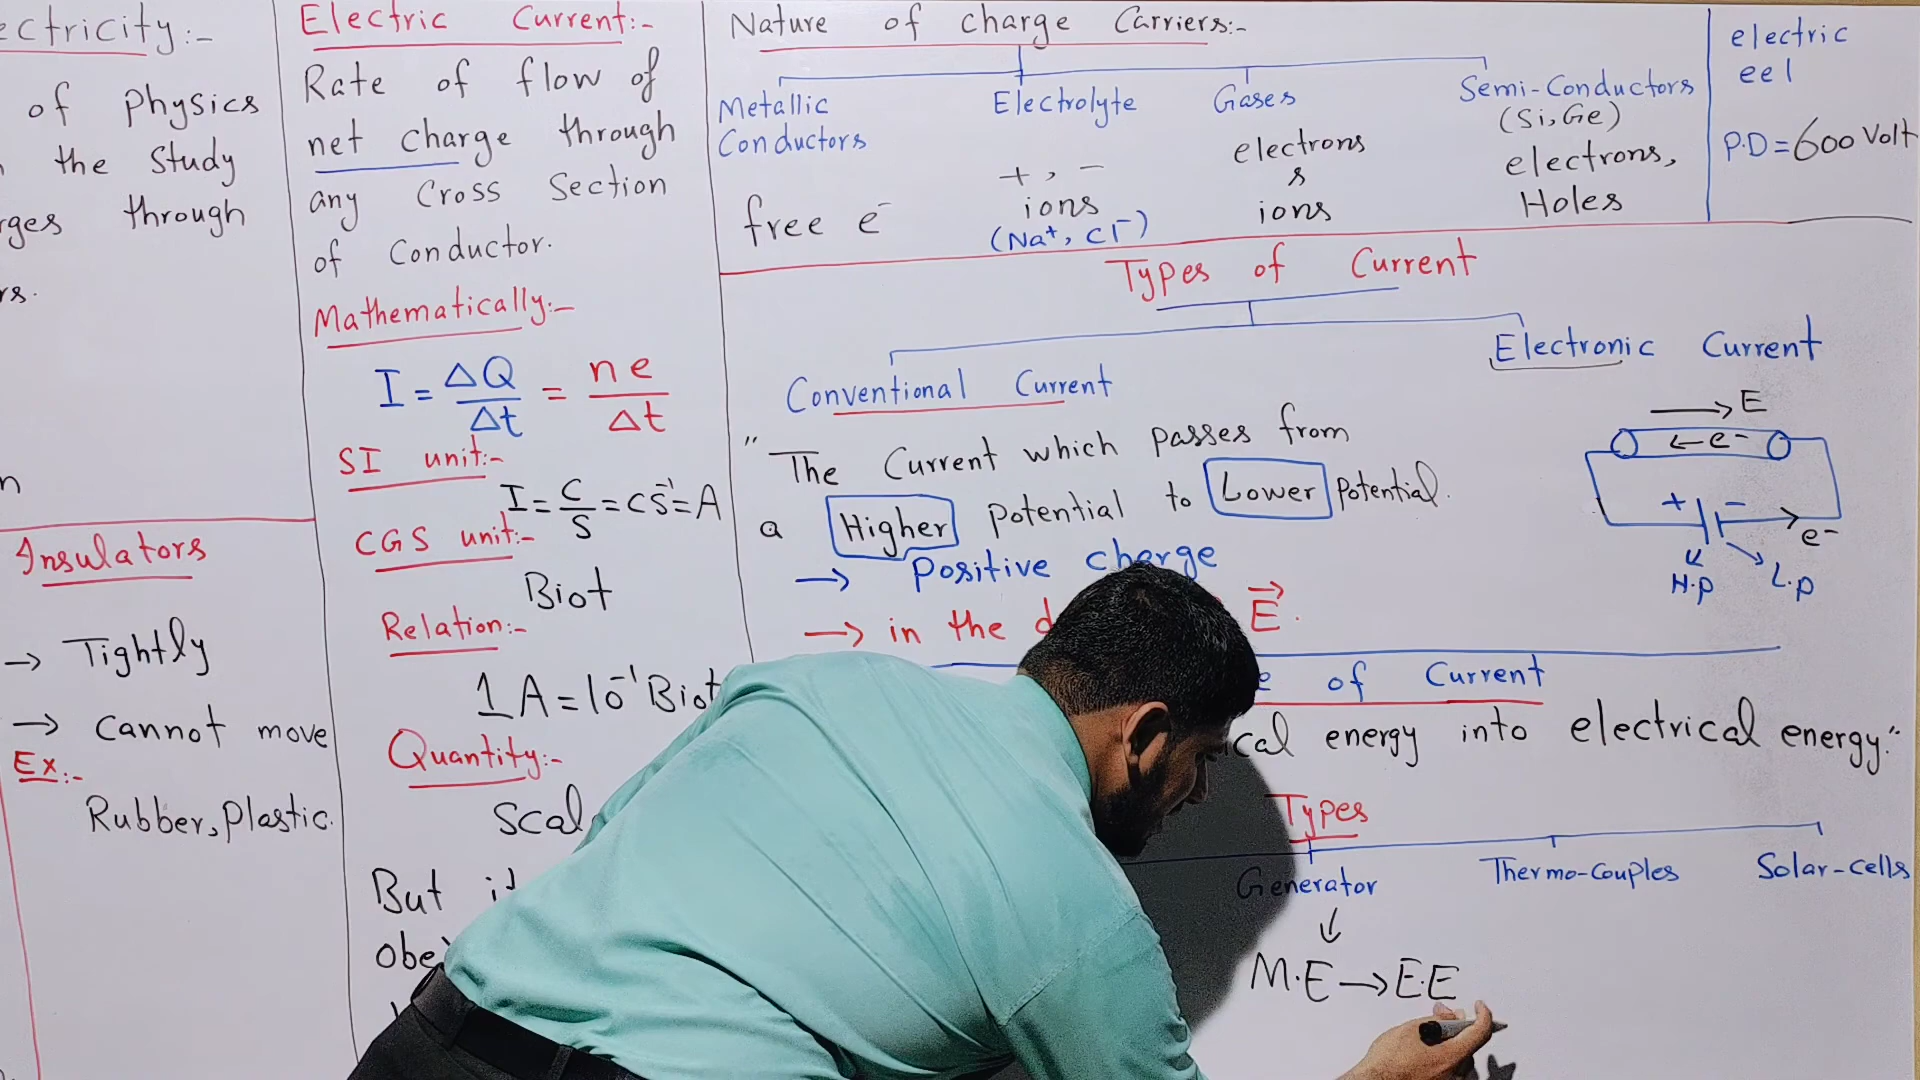 ectricity:-
of Physics
the Study
rges through
rs.
n
Insulators
→ Tightly
→ Cannot move
Ex:-
Rubber, Plastic.
Electric Current:-
Rate of flow of
net charge through
any Cross Section
of Conductor.
Mathematically:-
I = ΔQ/Δt = ne/Δt
SI unit:-
I = C/S = CS⁻¹ = A
CGS unit:-
Biot
Relation:-
1A = 10⁻¹ Biot
Quantity:-
Scal
But it
obe
Nature of charge Carriers:-
Metallic Conductors
free e⁻
Electrolyte
+, -
ions
(Na⁺, Cl⁻)
Gases
electrons
s
ions
Semi-Conductors
(Si, Ge)
electrons,
Holes
electric
eel
P.D = 600 Volt
Types of Current
Conventional Current
"The Current which passes from
a Higher Potential to Lower Potential.
→ Positive charge
→ in the d E⃗.
Electronic Current
→ E
← e⁻
+ -
e⁻
H.P
L.P
e of Current
ical energy into electrical energy."
Types
Generator
↓
M.E → E.E
Thermo-Couples
Solar-cells